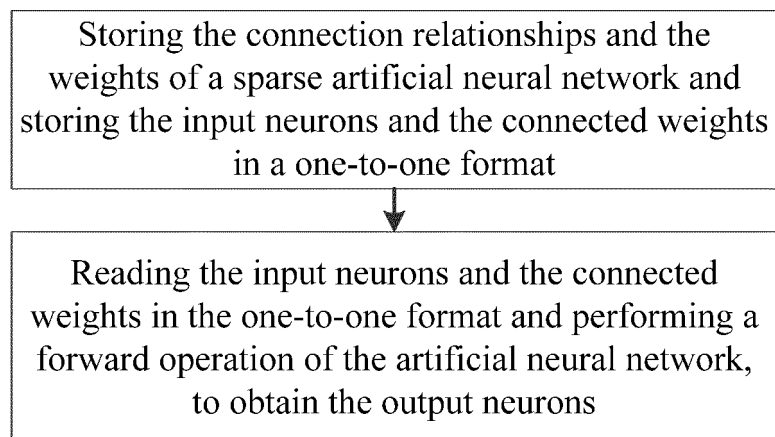 Storing the connection relationships and the
weights of a sparse artificial neural network and
storing the input neurons and the connected weights
in a one-to-one format
Reading the input neurons and the connected
weights in the one-to-one format and performing a
forward operation of the artificial neural network,
to obtain the output neurons